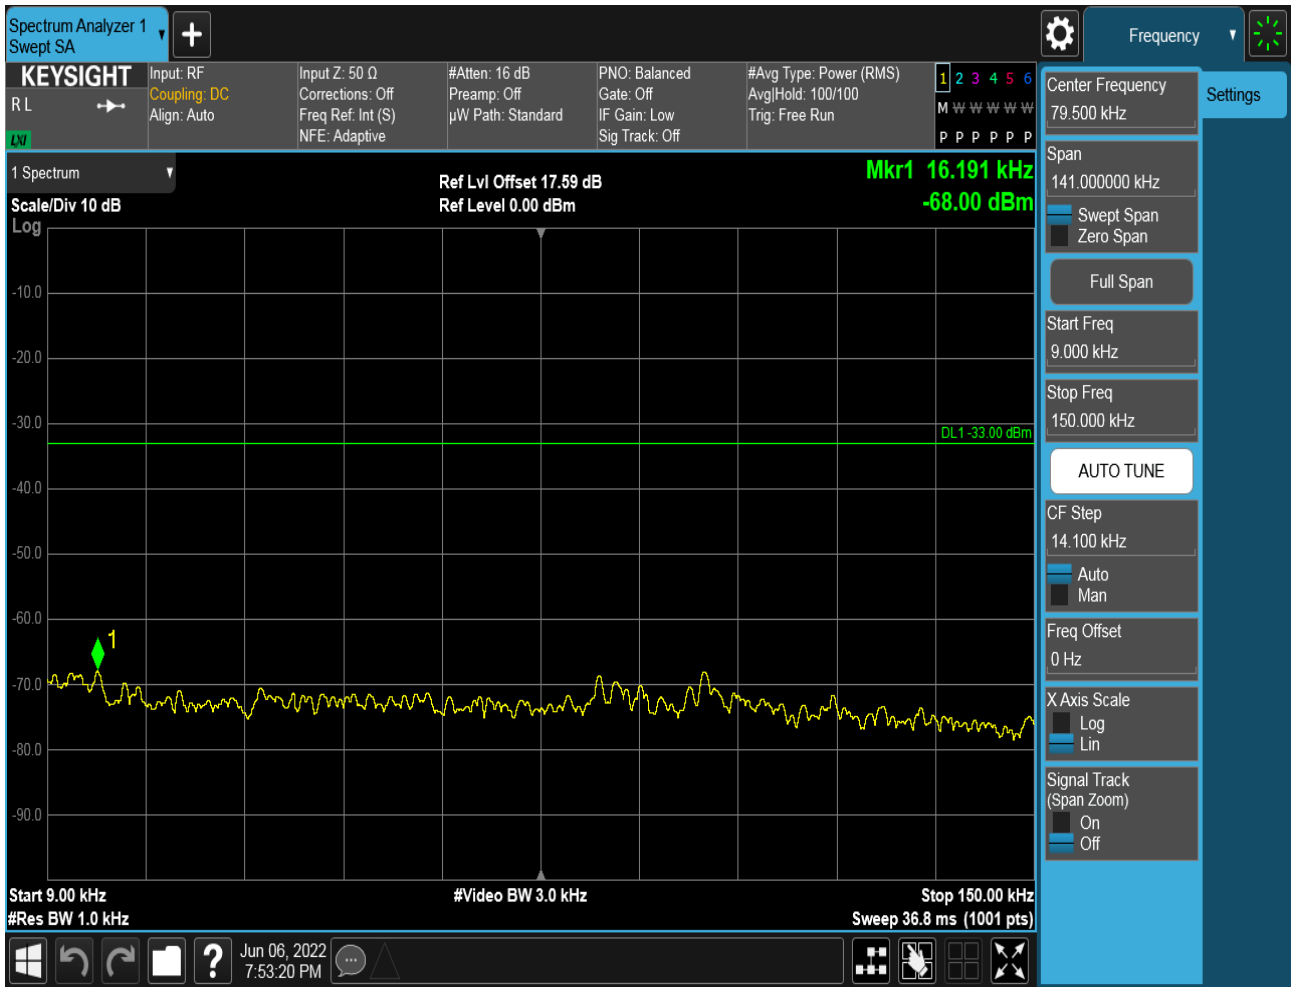 Spectrum Analyzer 1
Swept SA
Frequency
KEYSIGHT
R L
LXI
Input: RF
Coupling: DC
Align: Auto
Input Z: 50 Ω
Corrections: Off
Freq Ref: Int (S)
NFE: Adaptive
#Atten: 16 dB
Preamp: Off
µW Path: Standard
PNO: Balanced
Gate: Off
IF Gain: Low
Sig Track: Off
#Avg Type: Power (RMS)
Avg|Hold: 100/100
Trig: Free Run
1 2 3 4 5 6
M W W W W W
P P P P P P
Settings
Center Frequency
79.500 kHz
Span
141.000000 kHz
Swept Span
Zero Span
Full Span
Start Freq
9.000 kHz
Stop Freq
150.000 kHz
AUTO TUNE
CF Step
14.100 kHz
Auto
Man
Freq Offset
0 Hz
X Axis Scale
Log
Lin
Signal Track
(Span Zoom)
On
Off
1 Spectrum
Scale/Div 10 dB
Log
Ref Lvl Offset 17.59 dB
Ref Level 0.00 dBm
Mkr1 16.191 kHz
-68.00 dBm
-10.0
-20.0
-30.0
DL1 -33.00 dBm
-40.0
-50.0
-60.0
1
-70.0
-80.0
-90.0
Start 9.00 kHz
#Video BW 3.0 kHz
Stop 150.00 kHz
#Res BW 1.0 kHz
Sweep 36.8 ms (1001 pts)
?
Jun 06, 2022
7:53:20 PM